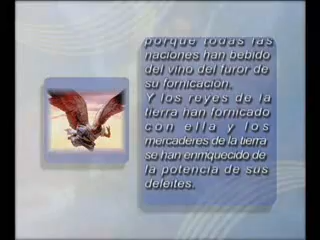 porque todas las
naciones han bebido
del vino del furor de
su fornicación.
Y los reyes de la
tierra han fornicado
con ella y los
mercaderes de la tierra
se han enrriquecido de
la potencia de sus
deleites.